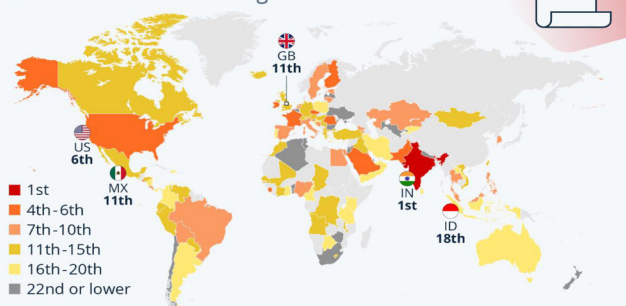 GB
11th
US
6th
MX
11th
IN
1st
ID
18th
1st
4th-6th
7th-10th
11th-15th
16th-20th
22nd or lower